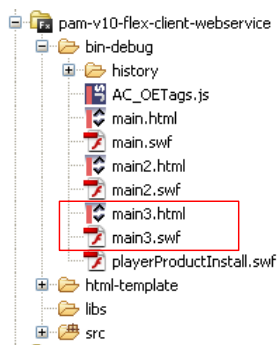 pam-v10-flex-client-webservice
bin-debug
history
AC_OETags.js
main.html
main.swf
main2.html
main2.swf
main3.html
main3.swf
playerProductInstall.swf
html-template
libs
src